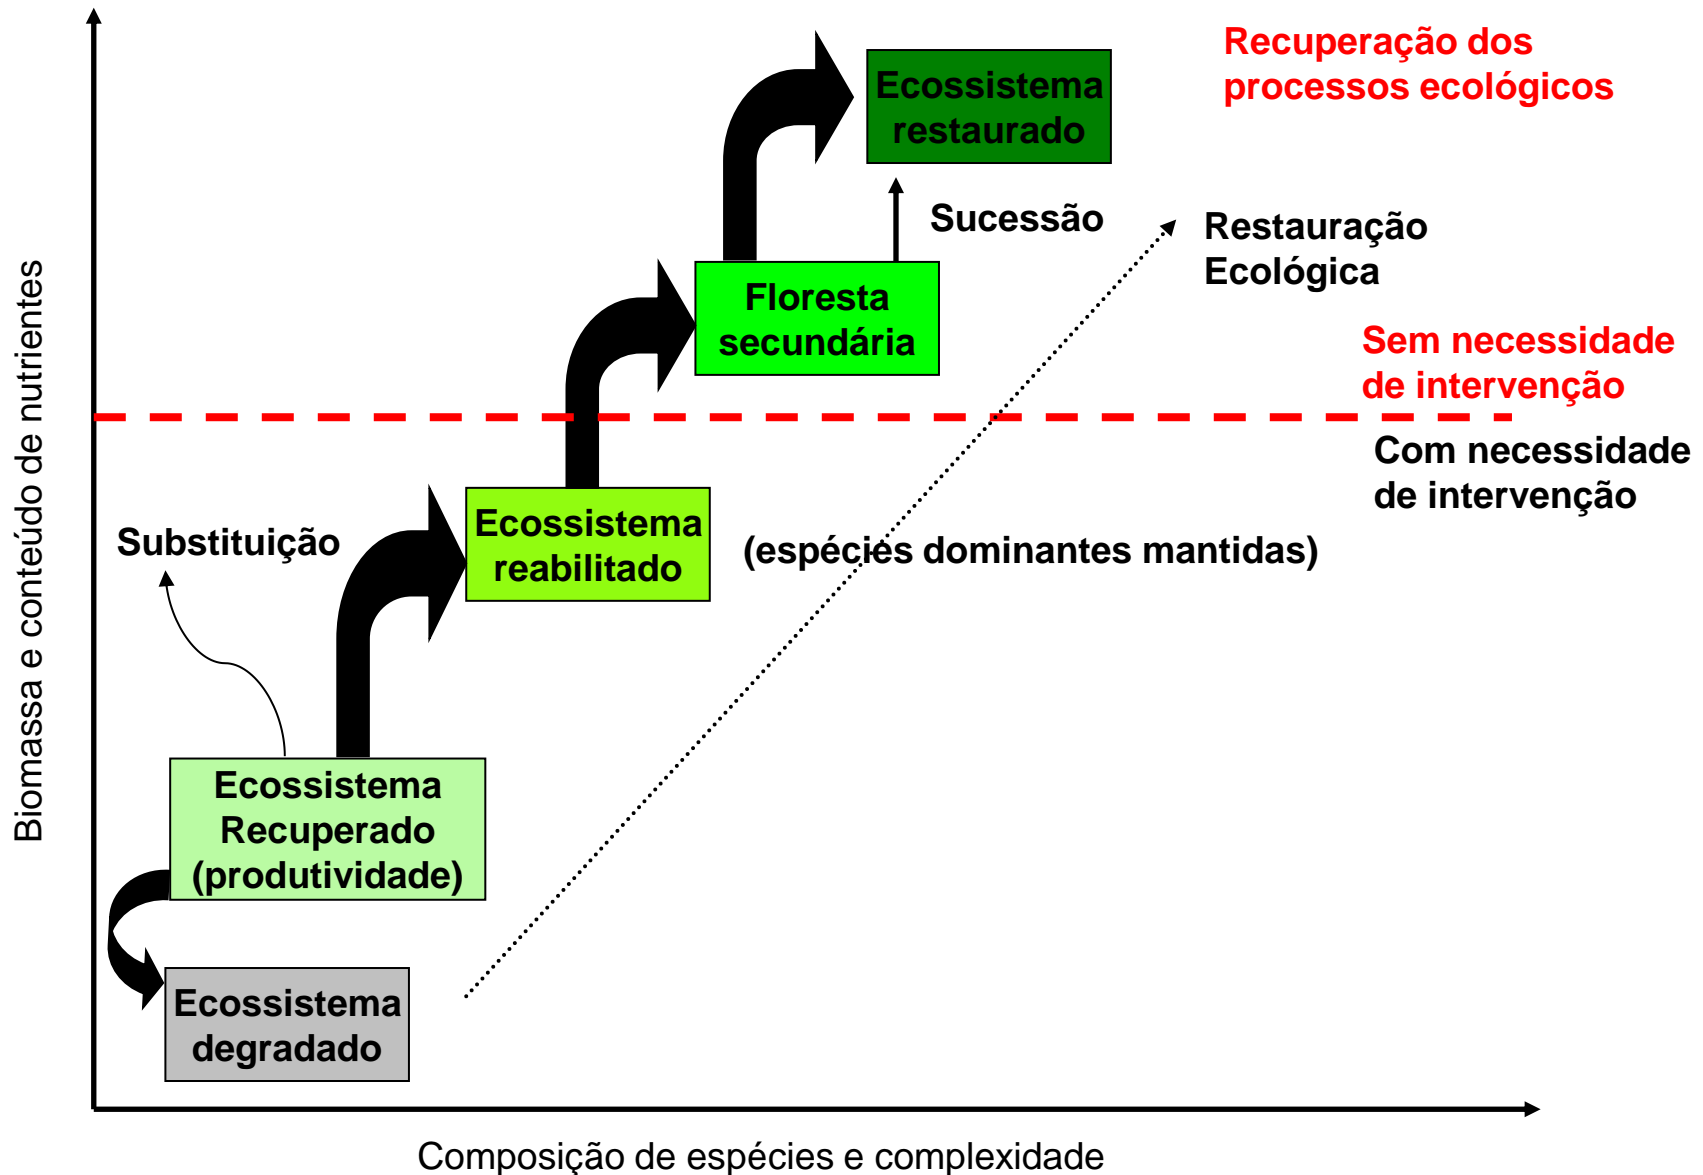 Recuperação dos
processos ecológicos
Ecossistema
restaurado
Sucessão
Restauração
Ecológica
Floresta
secundária
Sem necessidade
de intervenção
Com necessidade
de intervenção
Ecossistema
reabilitado
(espécies dominantes mantidas)
Substituição
Ecossistema
Recuperado
(produtividade)
Ecossistema
degradado
Biomassa e conteúdo de nutrientes
Composição de espécies e complexidade